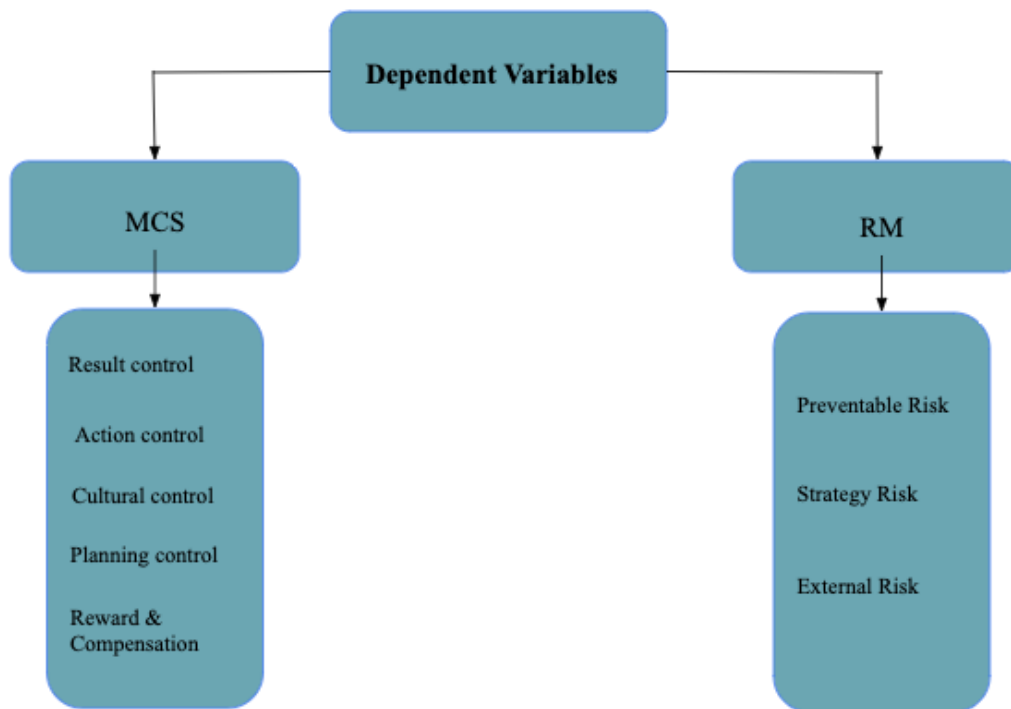 Dependent Variables
MCS
RM
Result control
Action control
Cultural control
Planning control
Reward &
Compensation
Preventable Risk
Strategy Risk
External Risk